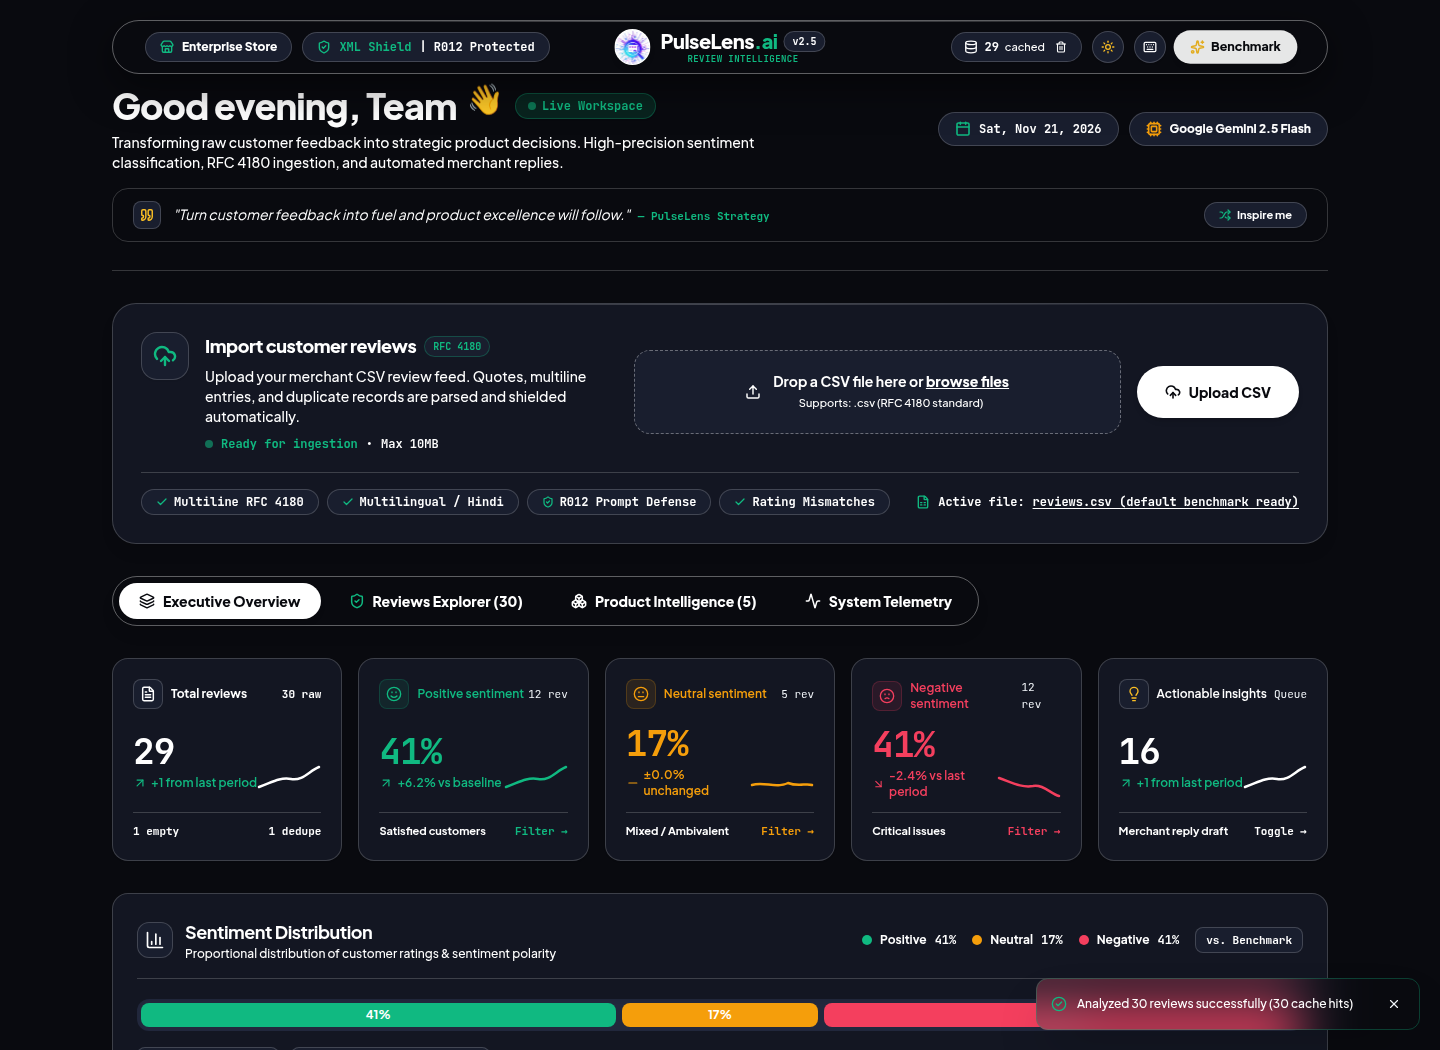 Enterprise Store
XML Shield | R012 Protected
PulseLens.ai v2.5
REVIEW INTELLIGENCE
29 cached
Benchmark
Good evening, Team 👋
Live Workspace
Transforming raw customer feedback into strategic product decisions. High-precision sentiment
classification, RFC 4180 ingestion, and automated merchant replies.
Sat, Nov 21, 2026
Google Gemini 2.5 Flash
"Turn customer feedback into fuel and product excellence will follow." — PulseLens Strategy
Inspire me
Import customer reviews RFC 4180
Upload your merchant CSV review feed. Quotes, multiline
entries, and duplicate records are parsed and shielded
automatically.
Ready for ingestion • Max 10MB
Drop a CSV file here or browse files
Supports: .csv (RFC 4180 standard)
Upload CSV
Multiline RFC 4180
Multilingual / Hindi
R012 Prompt Defense
Rating Mismatches
Active file: reviews.csv (default benchmark ready)
Executive Overview
Reviews Explorer (30)
Product Intelligence (5)
System Telemetry
Total reviews 30 raw
29
+1 from last period
1 empty 1 dedupe
Positive sentiment 12 rev
41%
+6.2% vs baseline
Satisfied customers Filter →
Neutral sentiment 5 rev
17%
±0.0%
unchanged
Mixed / Ambivalent Filter →
Negative
sentiment
12
rev
41%
-2.4% vs last
period
Critical issues Filter →
Actionable insights Queue
16
+1 from last period
Merchant reply draft Toggle →
Sentiment Distribution
Proportional distribution of customer ratings & sentiment polarity
Positive 41% Neutral 17% Negative 41%
vs. Benchmark
41%
17%
Analyzed 30 reviews successfully (30 cache hits)